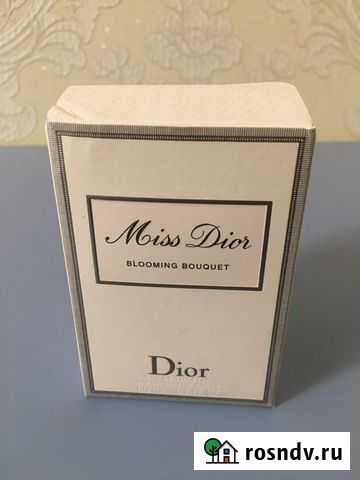 Miss Dior
BLOOMING BOUQUET
Dior
rosndv.ru